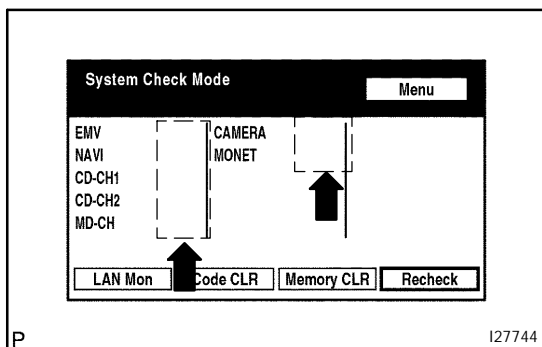 System Check Mode
Menu
EMV CAMERA
NAVI MONET
CD-CH1
CD-CH2
MD-CH
LAN Mon Code CLR Memory CLR Recheck
P I27744